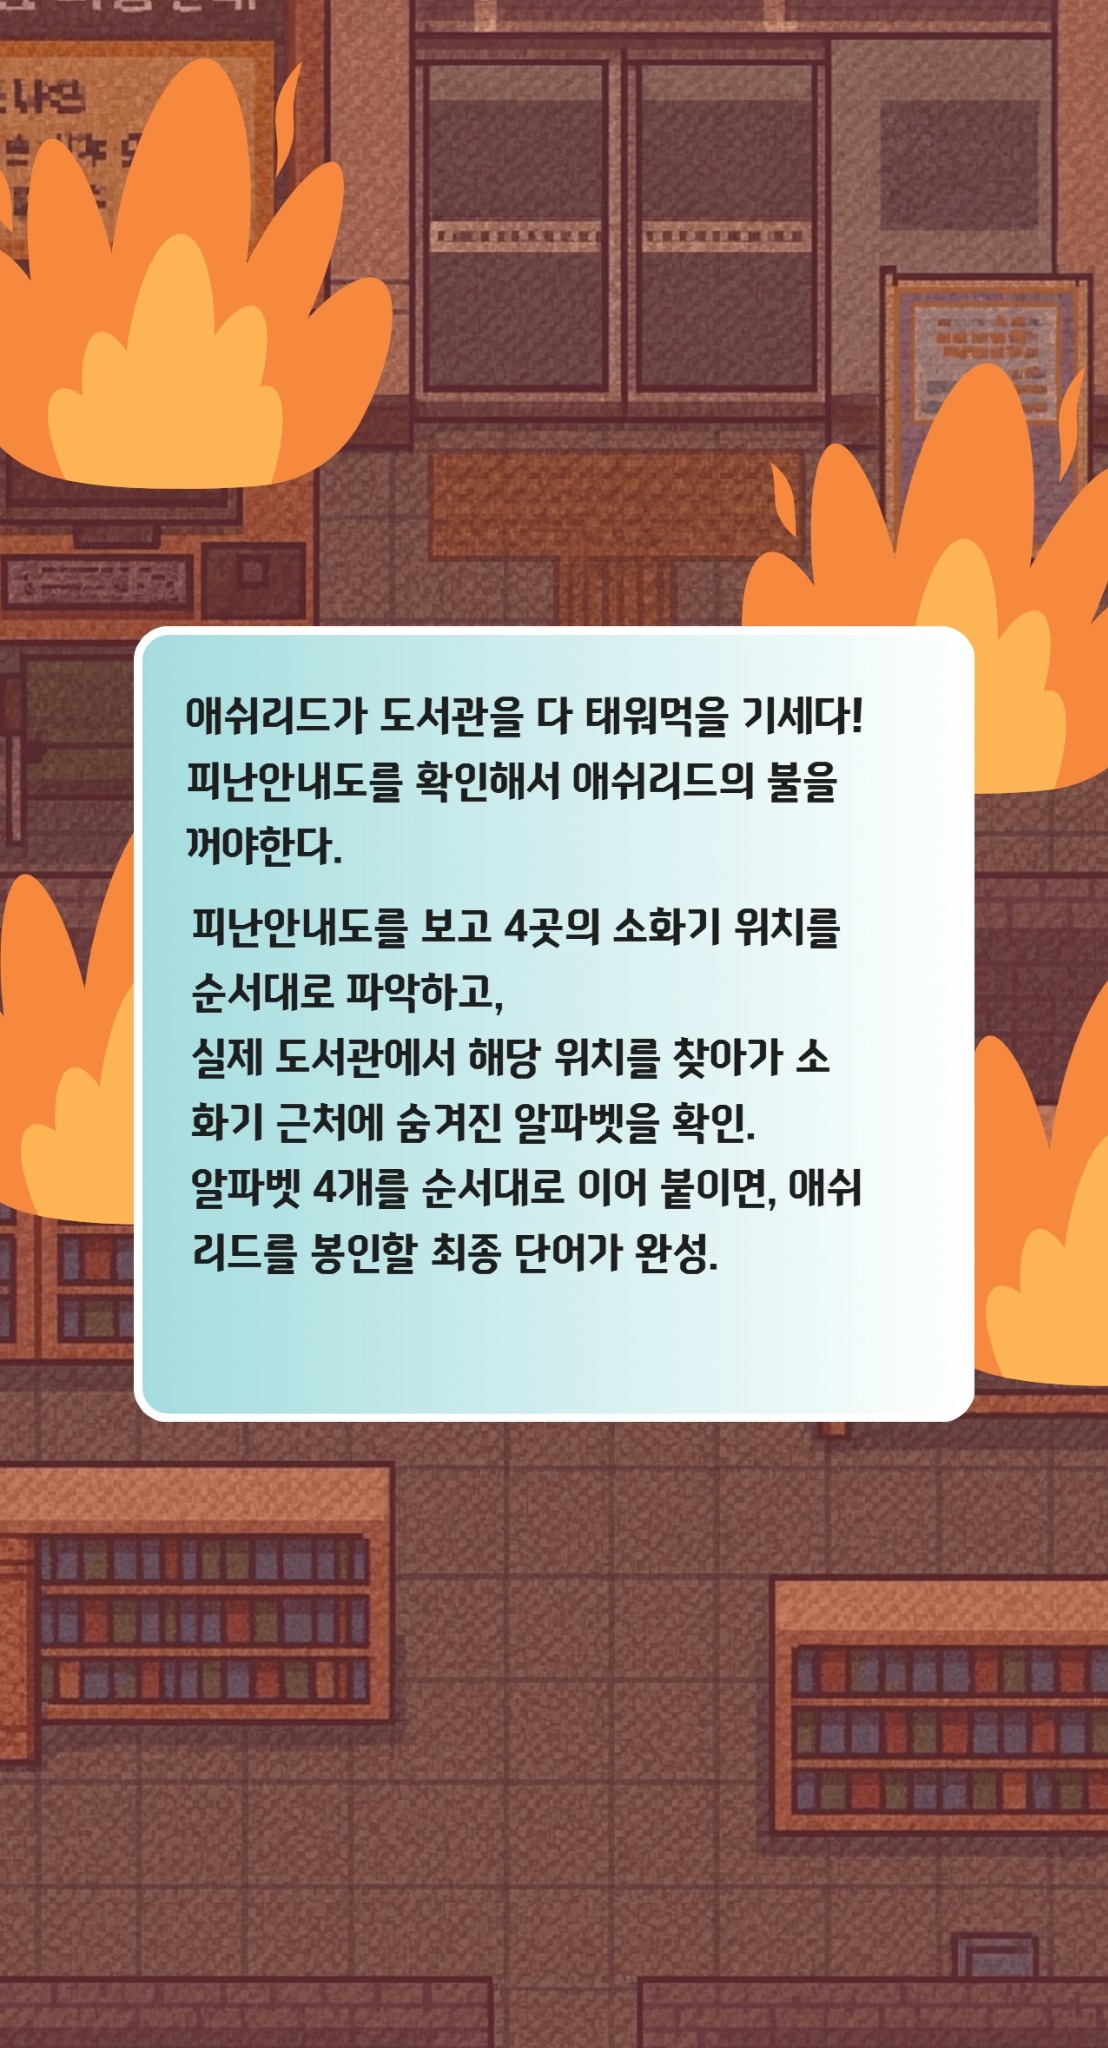 애쉬리드가 도서관을 다 태워먹을 기세다!
피난안내도를 확인해서 애쉬리드의 불을
꺼야한다.
피난안내도를 보고 4곳의 소화기 위치를
순서대로 파악하고,
실제 도서관에서 해당 위치를 찾아가 소
화기 근처에 숨겨진 알파벳을 확인.
알파벳 4개를 순서대로 이어 붙이면, 애쉬
리드를 봉인할 최종 단어가 완성.